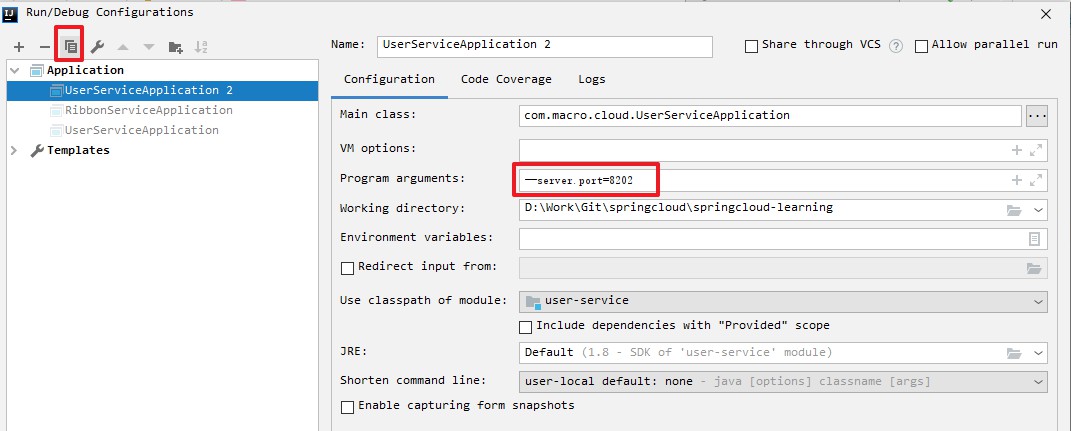 IJ Run/Debug Configurations
Name: UserServiceApplication 2 Share through VCS ? Allow parallel run
Application
UserServiceApplication 2
RibbonServiceApplication
UserServiceApplication
Templates
Configuration Code Coverage Logs
Main class: com.macro.cloud.UserServiceApplication ...
VM options:
Program arguments: —server.port=8202
Working directory: D:\Work\Git\springcloud\springcloud-learning
Environment variables:
Redirect input from:
Use classpath of module: user-service
Include dependencies with "Provided" scope
JRE: Default (1.8 - SDK of 'user-service' module)
Shorten command line: user-local default: none - java [options] classname [args]
Enable capturing form snapshots